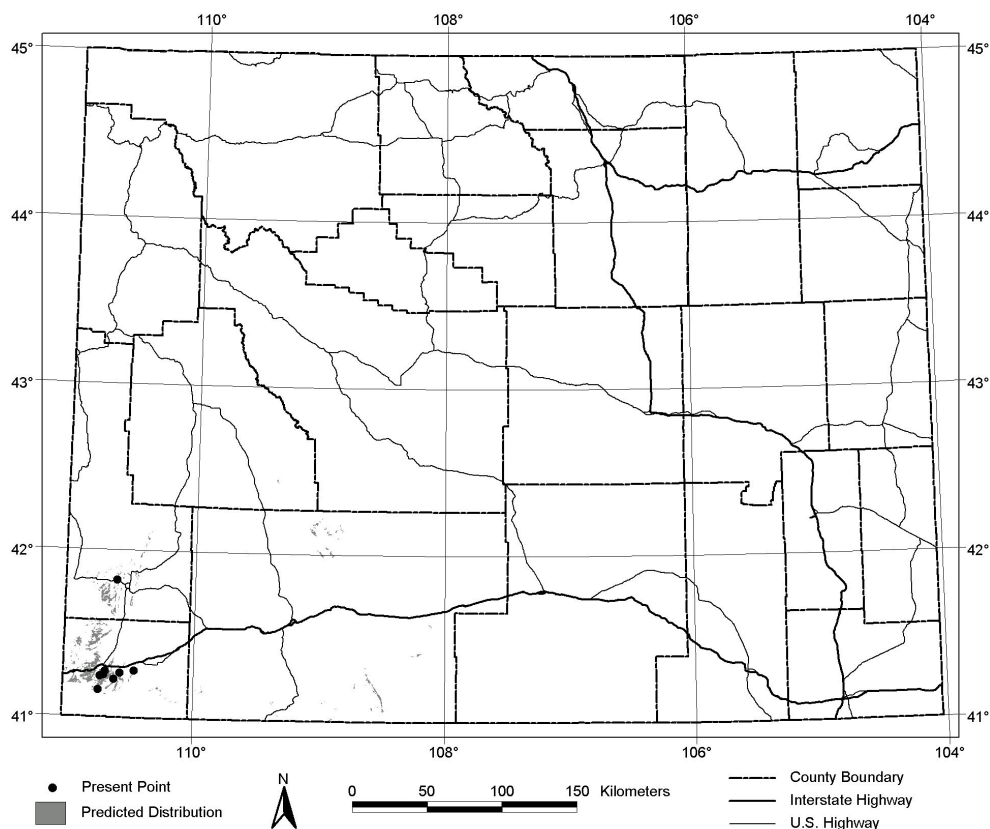 110° 108° 106° 104°
45° 45°
44° 44°
43° 43°
42° 42°
41° 41°
110° 108° 106° 104°
Present Point
Predicted Distribution
N
0 50 100 150 Kilometers
County Boundary
Interstate Highway
U.S. Highway